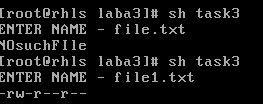 [root@rhls laba3]# sh task3
ENTER NAME - file.txt
NOsuchFIle
[root@rhls laba3]# sh task3
ENTER NAME - file1.txt
-rw-r--r--